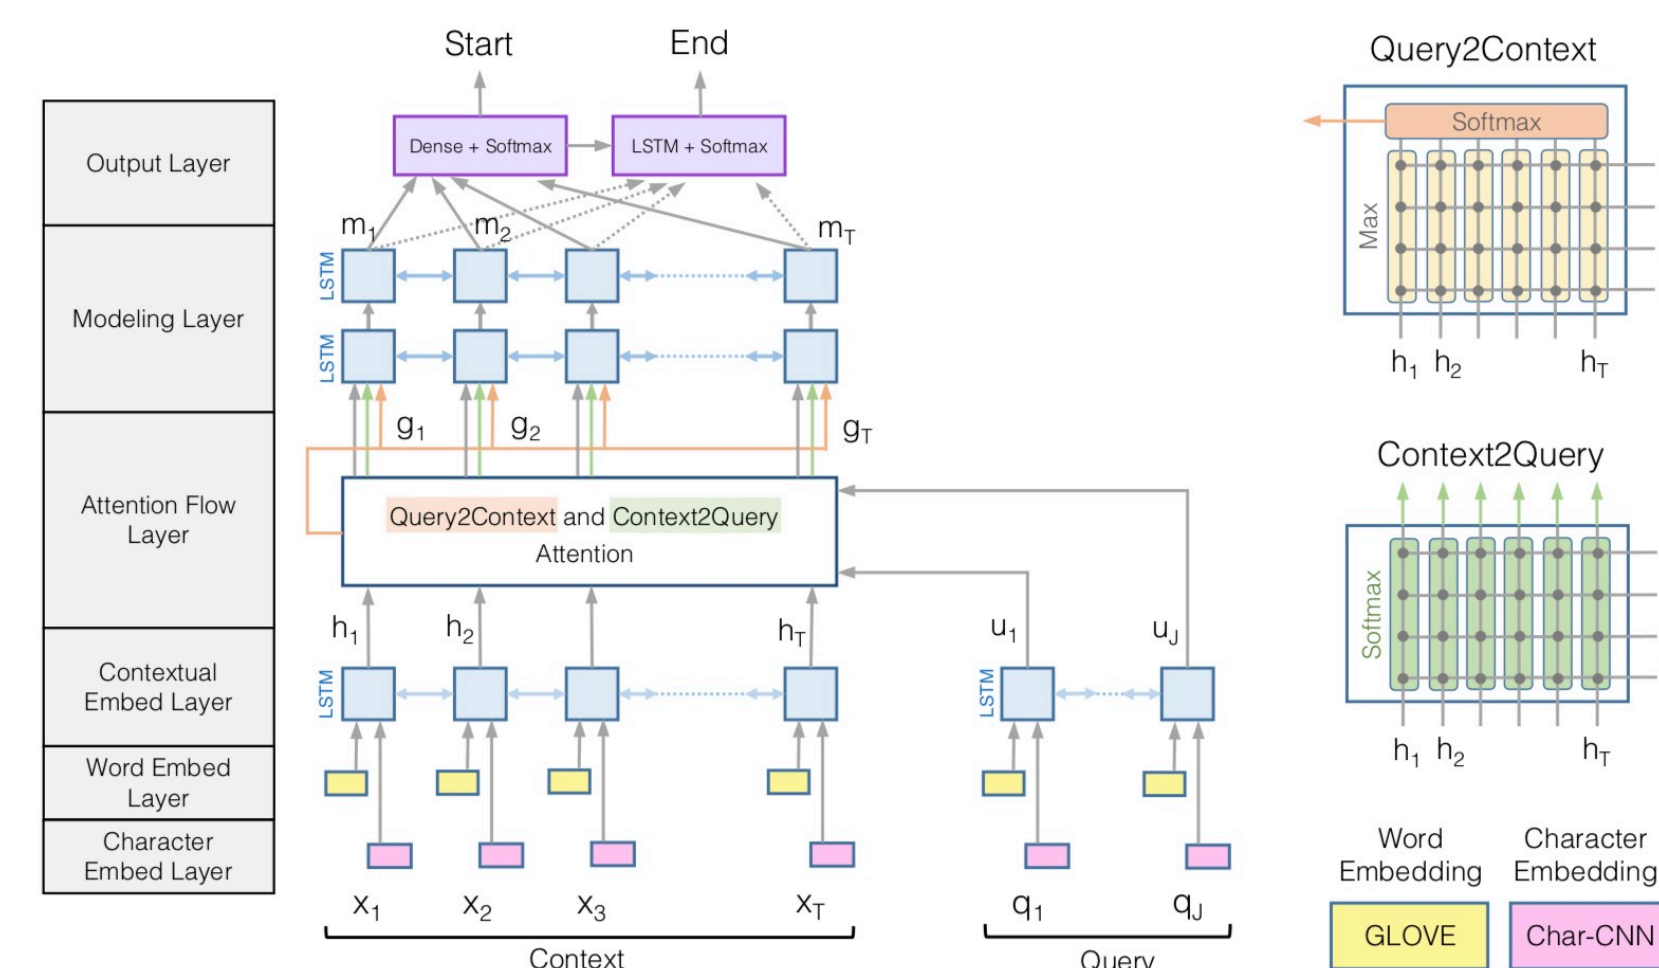 Start
End
Output Layer
Dense + Softmax
LSTM + Softmax
m1
m2
mT
Modeling Layer
LSTM
LSTM
g1
g2
gT
Attention Flow
Layer
Query2Context and Context2Query
Attention
h1
h2
hT
u1
uJ
Contextual
Embed Layer
LSTM
LSTM
Word Embed
Layer
Character
Embed Layer
x1
x2
x3
xT
q1
qJ
Context
Query
Query2Context
Softmax
Max
h1
h2
hT
Context2Query
Softmax
h1
h2
hT
Word
Embedding
Character
Embedding
GLOVE
Char-CNN